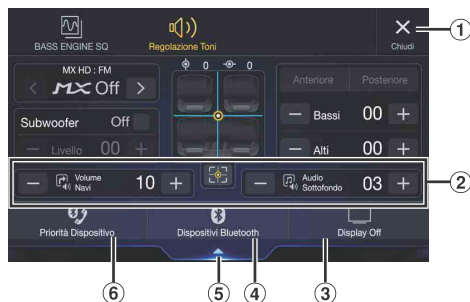 BASS ENGINE SQ
Regolazione Toni
Chiudi
①
MX HD : FM
MX Off
Subwoofer Off
Livello 00
0 0
Anteriore Posteriore
Bassi 00
Alti 00
Volume
Navi
10
Audio
Sottofondo
03
②
Priorità Dispositivo
Dispositivi Bluetooth
Display Off
⑥ ⑤ ④ ③